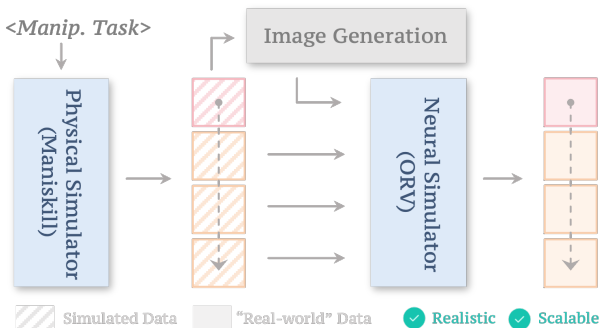 <Manip. Task>
Image Generation
Physical Simulator
(Maniskill)
Neural Simulator
(ORV)
Simulated Data
“Real-world” Data
Realistic
Scalable